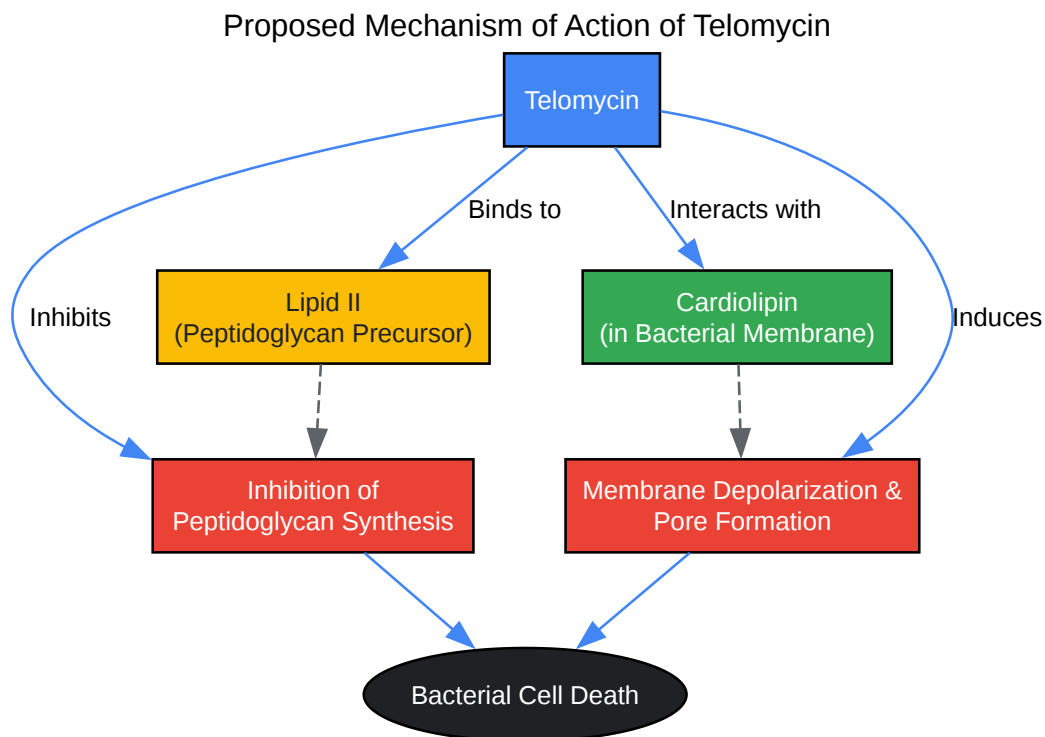 Proposed Mechanism of Action of Telomycin
Telomycin
Binds to
Interacts with
Lipid II
(Peptidoglycan Precursor)
Cardiolipin
(in Bacterial Membrane)
Inhibits
Induces
Inhibition of
Peptidoglycan Synthesis
Membrane Depolarization &
Pore Formation
Bacterial Cell Death